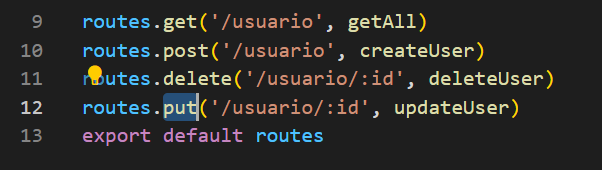 9 routes.get('/usuario', getAll)
10 routes.post('/usuario', createUser)
11 routes.delete('/usuario/:id', deleteUser)
12 routes.put('/usuario/:id', updateUser)
13 export default routes